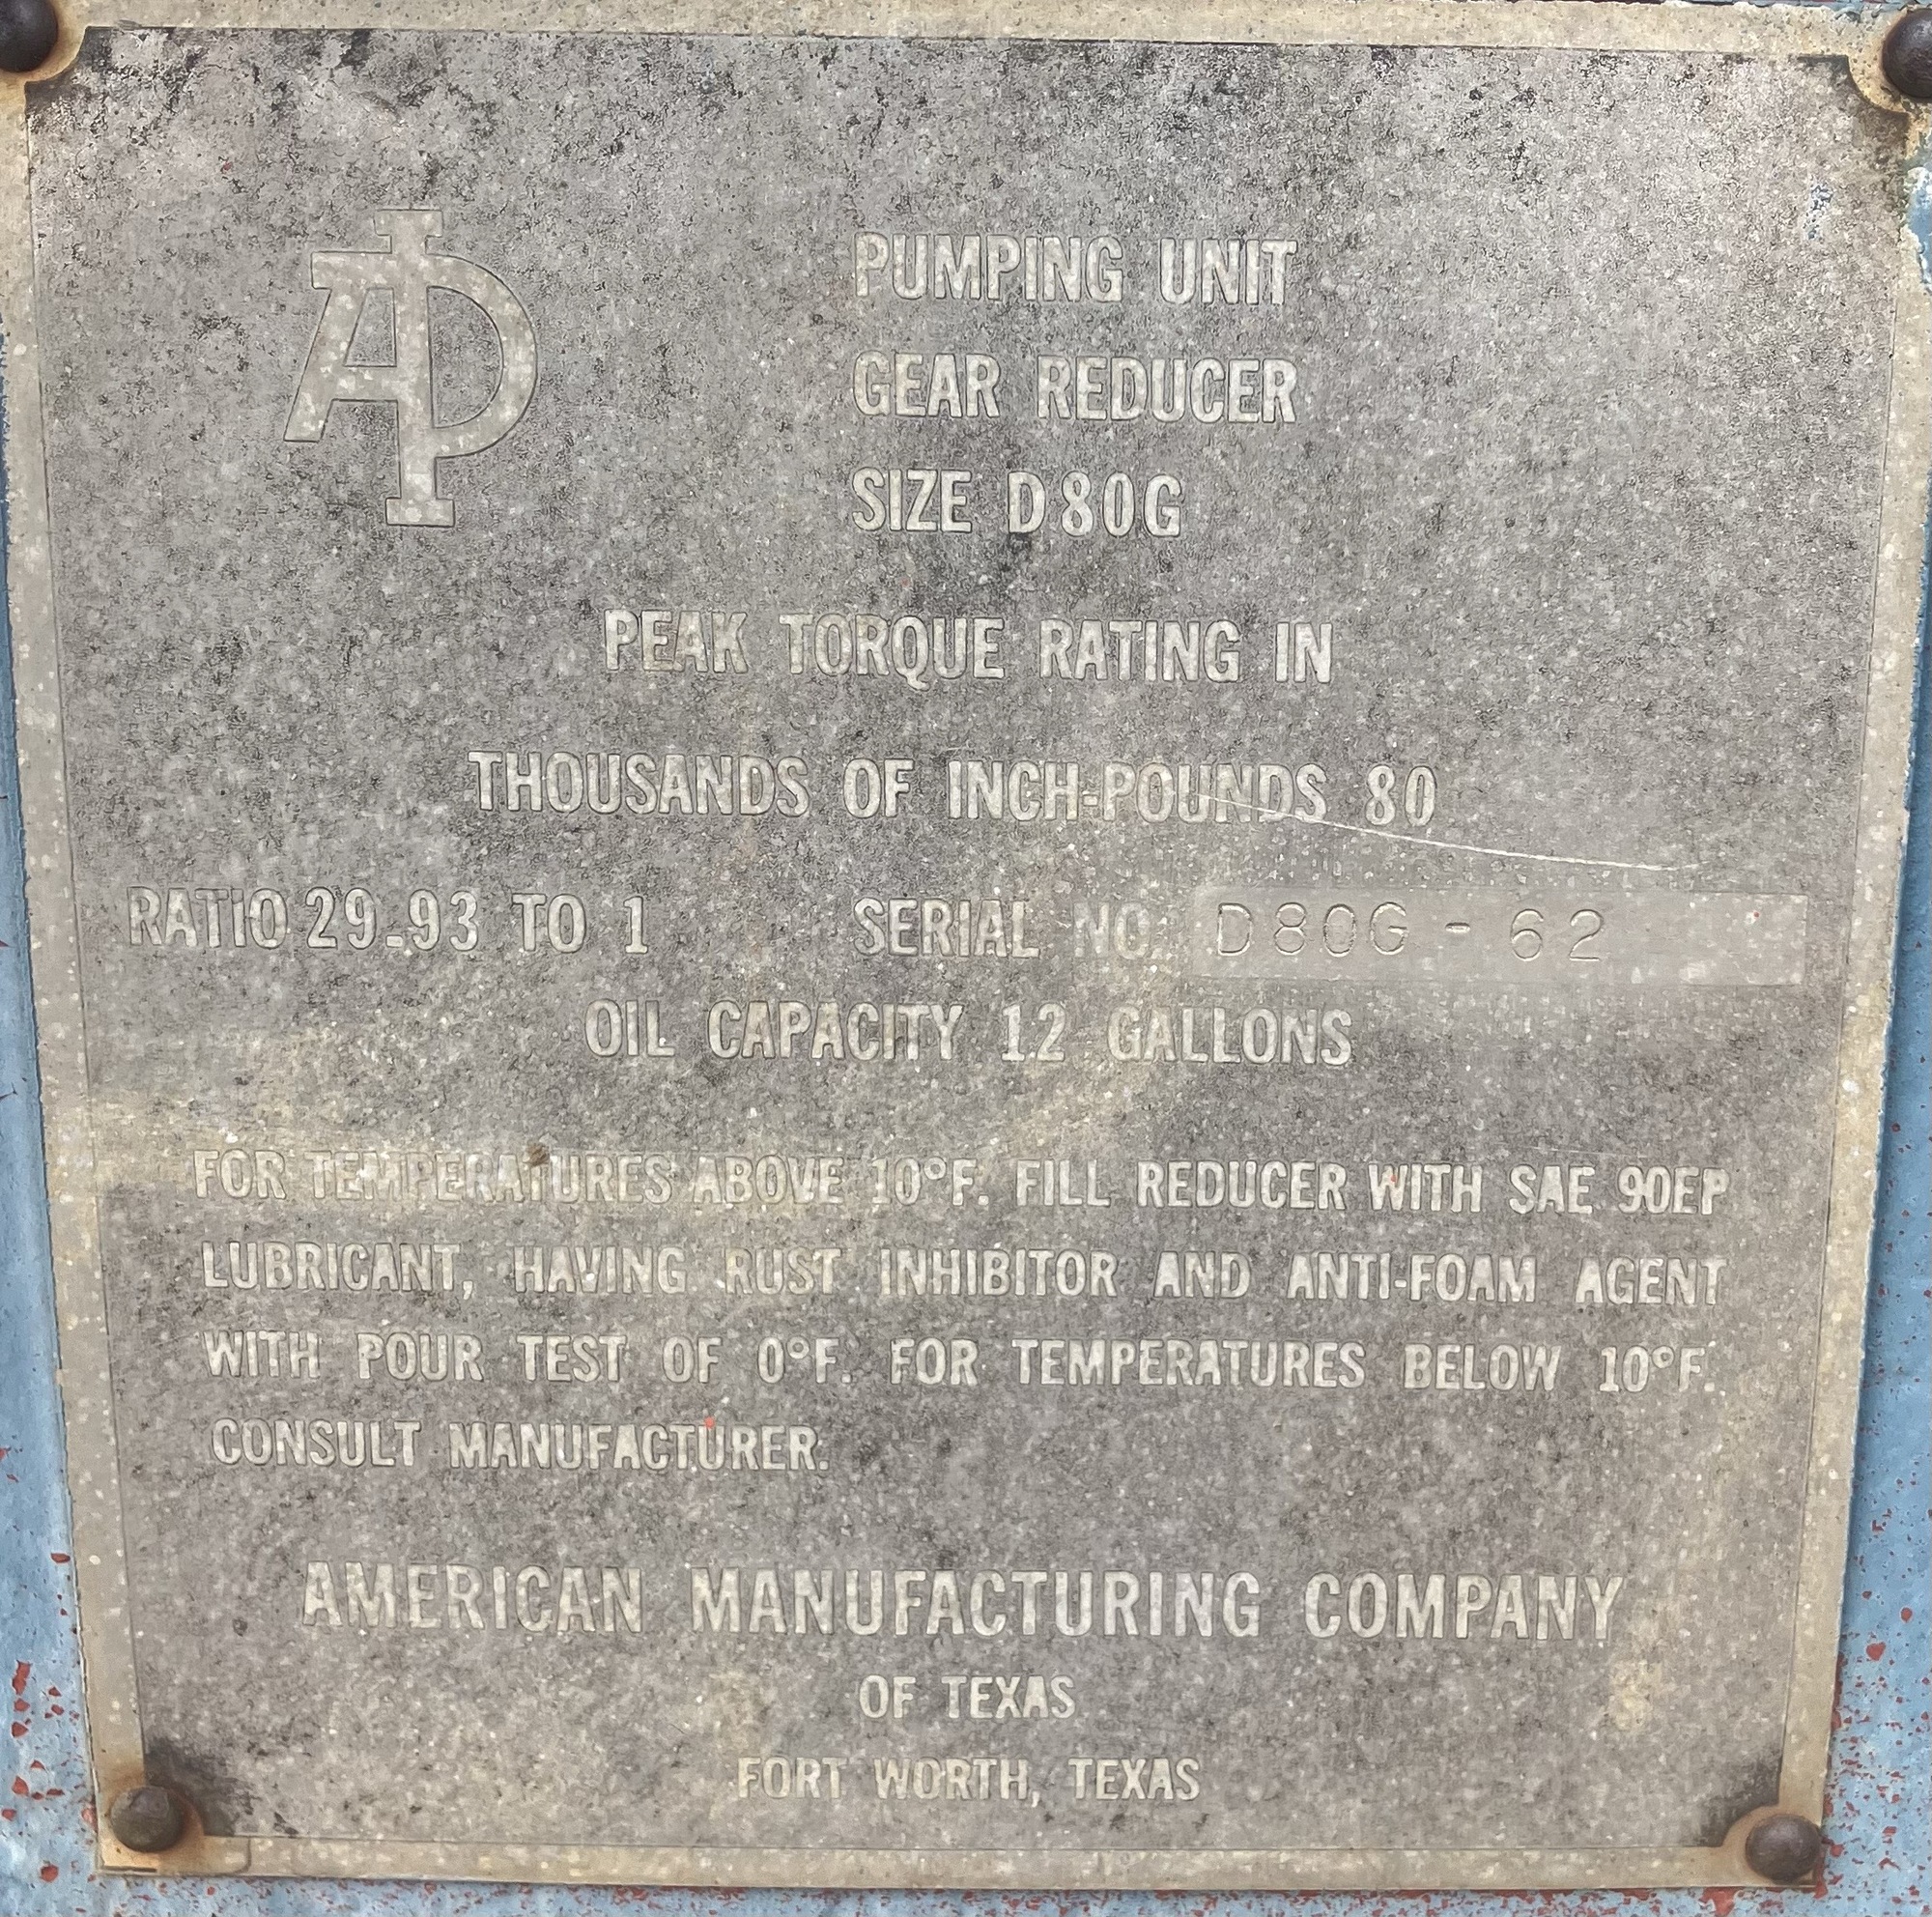 AD
PUMPING UNIT
GEAR REDUCER
SIZE D80G
PEAK TORQUE RATING IN
THOUSANDS OF INCH-POUNDS 80
RATIO 29.93 TO 1 SERIAL NO. D80G - 62
OIL CAPACITY 12 GALLONS
FOR TEMPERATURES ABOVE 10°F. FILL REDUCER WITH SAE 90EP
LUBRICANT, HAVING RUST INHIBITOR AND ANTI-FOAM AGENT
WITH POUR TEST OF 0°F. FOR TEMPERATURES BELOW 10°F.
CONSULT MANUFACTURER.
AMERICAN MANUFACTURING COMPANY
OF TEXAS
FORT WORTH, TEXAS